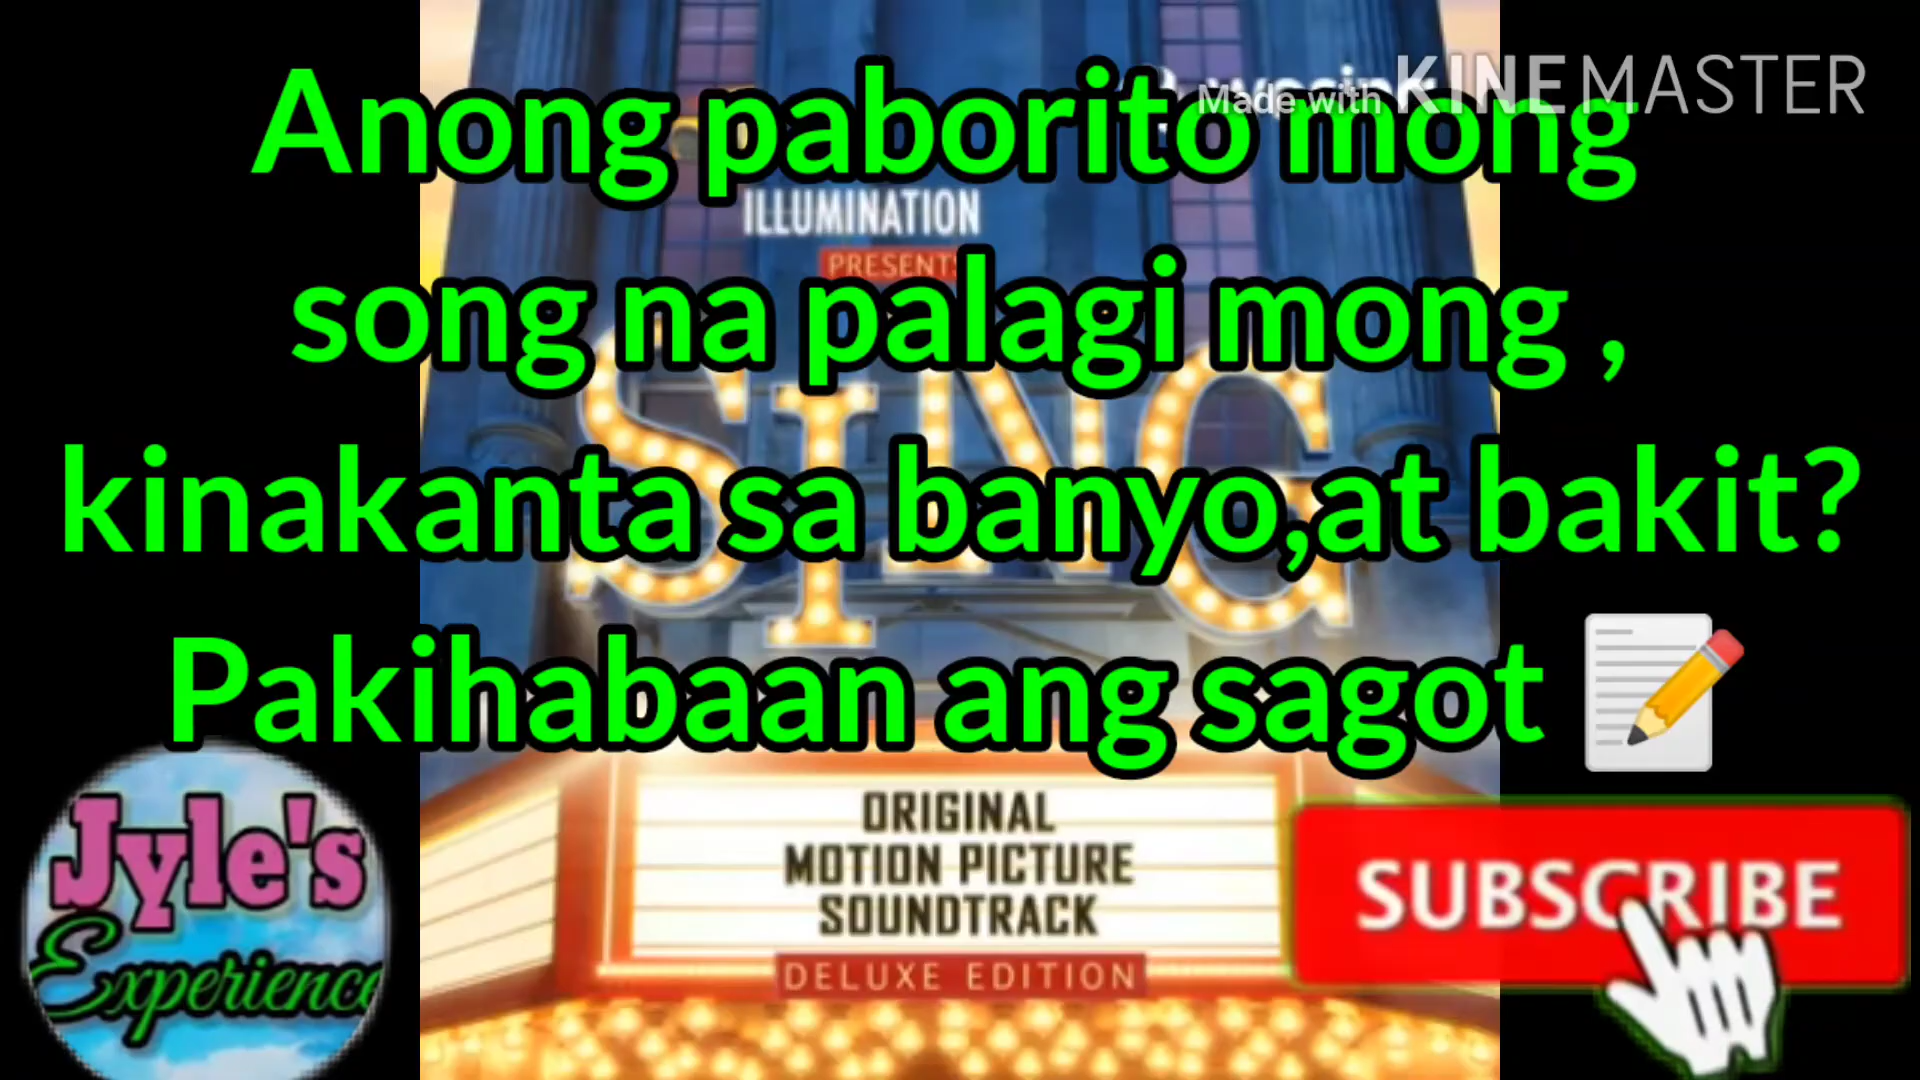 Made with KINEMASTER
Anong paborito mong
ILLUMINATION
PRESENTS
song na palagi mong ,
SING
kinakanta sa banyo,at bakit?
Pakihabaan ang sagot
ORIGINAL
MOTION PICTURE
SOUNDTRACK
DELUXE EDITION
Jyle's
Experience
SUBSCRIBE